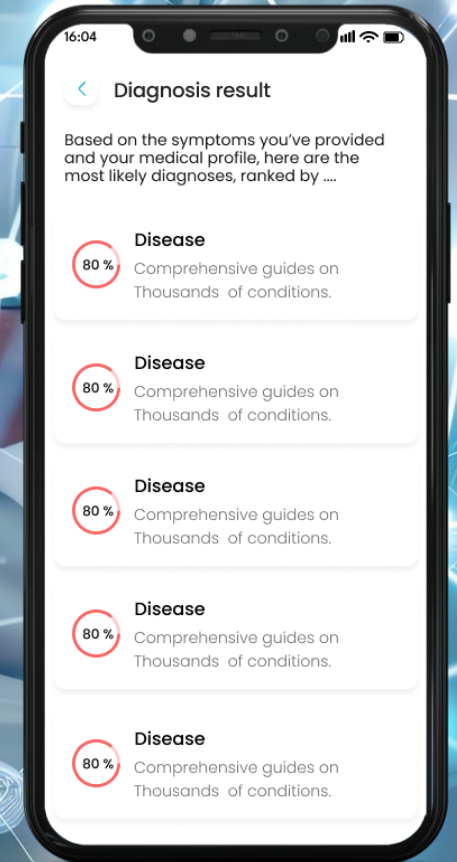 16:04
Diagnosis result
Based on the symptoms you’ve provided
and your medical profile, here are the
most likely diagnoses, ranked by ....
Disease
80 %
Comprehensive guides on
Thousands  of conditions.
Disease
80 %
Comprehensive guides on
Thousands  of conditions.
Disease
80 %
Comprehensive guides on
Thousands  of conditions.
Disease
80 %
Comprehensive guides on
Thousands  of conditions.
Disease
80 %
Comprehensive guides on
Thousands  of conditions.